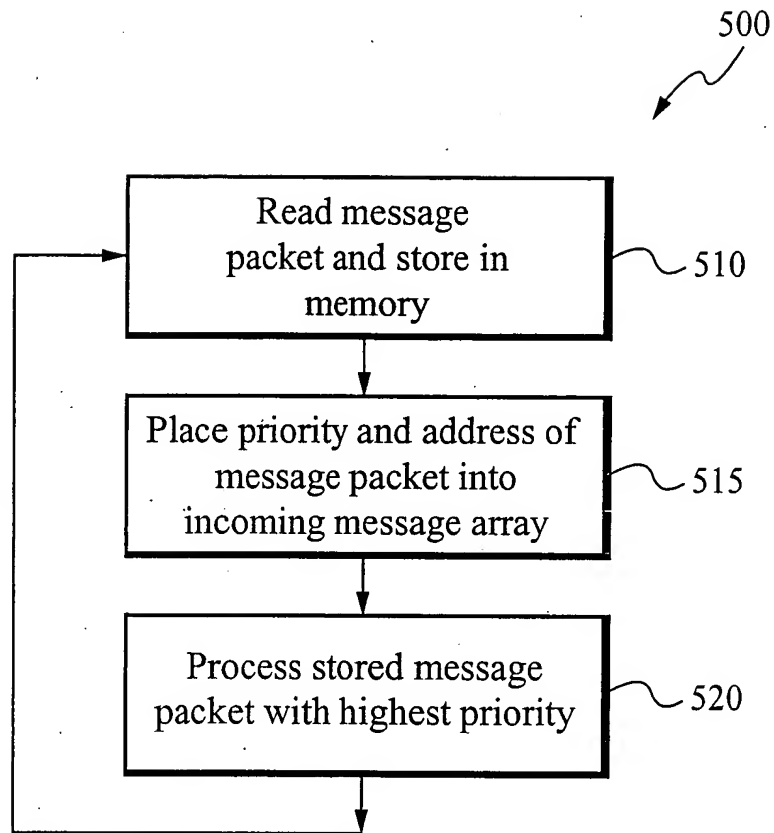 500
Read message
packet and store in
memory
510
Place priority and address of
message packet into
incoming message array
515
Process stored message
packet with highest priority
520